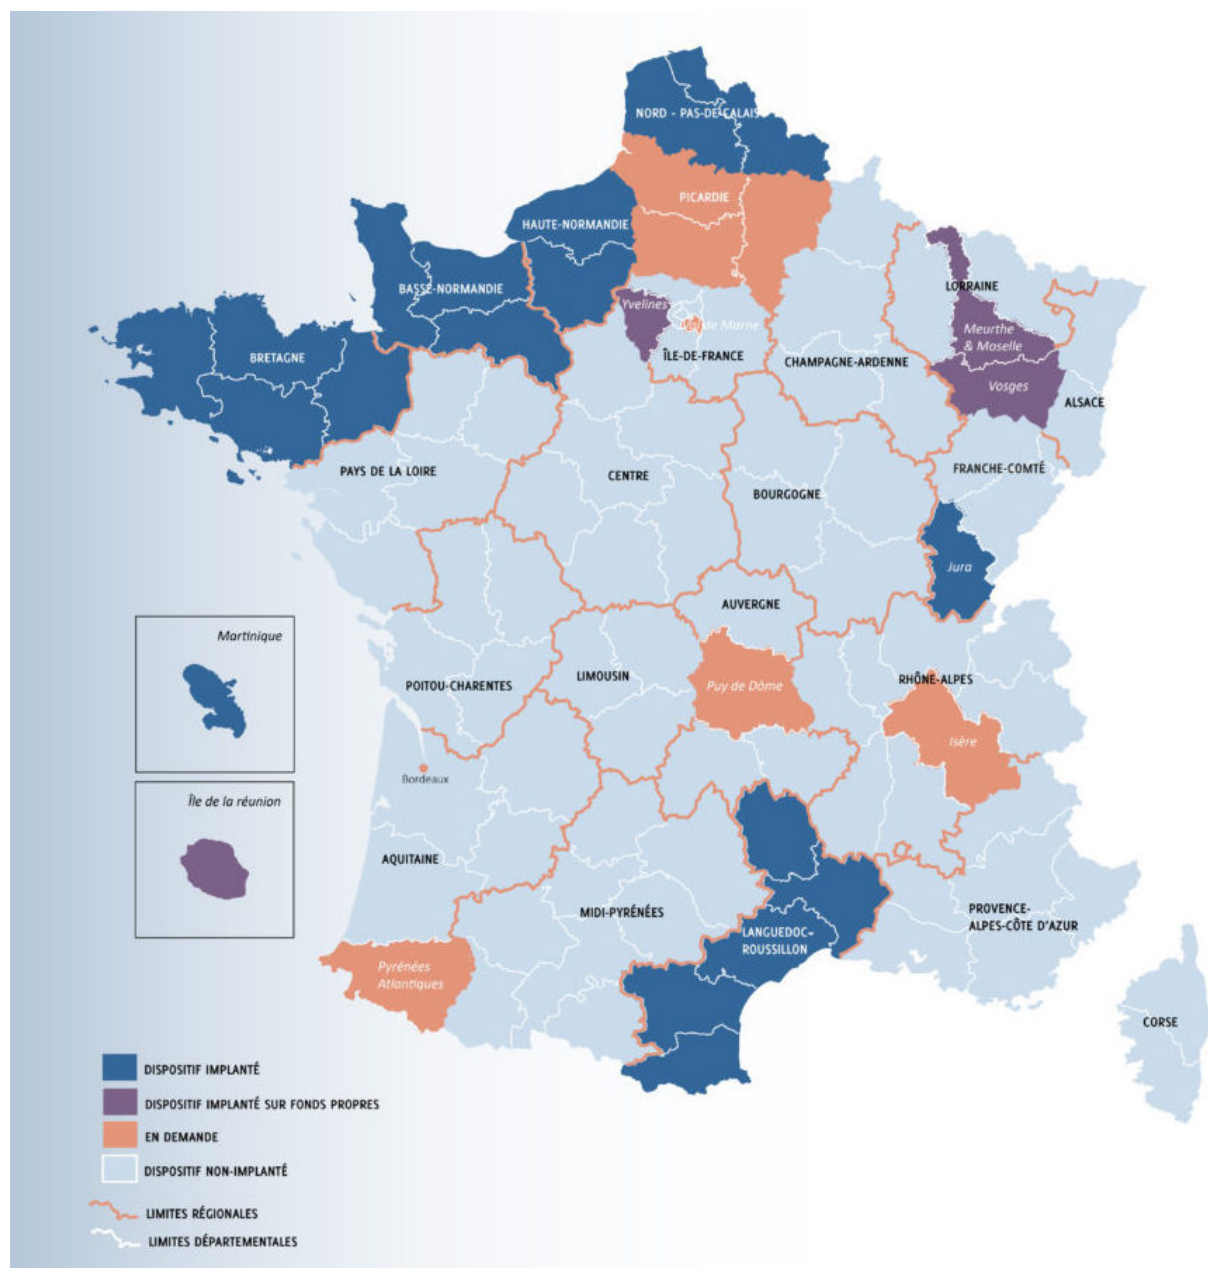 NORD - PAS-DE-CALAIS
PICARDIE
HAUTE-NORMANDIE
BASSE-NORMANDIE
LORRAINE
Yvelines
Val de Marne
Meurthe
& Moselle
BRETAGNE
ÎLE-DE-FRANCE
CHAMPAGNE-ARDENNE
Vosges
ALSACE
PAYS DE LA LOIRE
CENTRE
BOURGOGNE
FRANCHE-COMTÉ
Jura
AUVERGNE
Martinique
POITOU-CHARENTES
LIMOUSIN
Puy de Dôme
RHÔNE-ALPES
Isère
Bordeaux
Île de la réunion
AQUITAINE
MIDI-PYRÉNÉES
LANGUEDOC-
ROUSSILLON
PROVENCE-
ALPES-CÔTE D'AZUR
Pyrénées
Atlantiques
CORSE
DISPOSITIF IMPLANTÉ
DISPOSITIF IMPLANTÉ SUR FONDS PROPRES
EN DEMANDE
DISPOSITIF NON-IMPLANTÉ
LIMITES RÉGIONALES
LIMITES DÉPARTEMENTALES